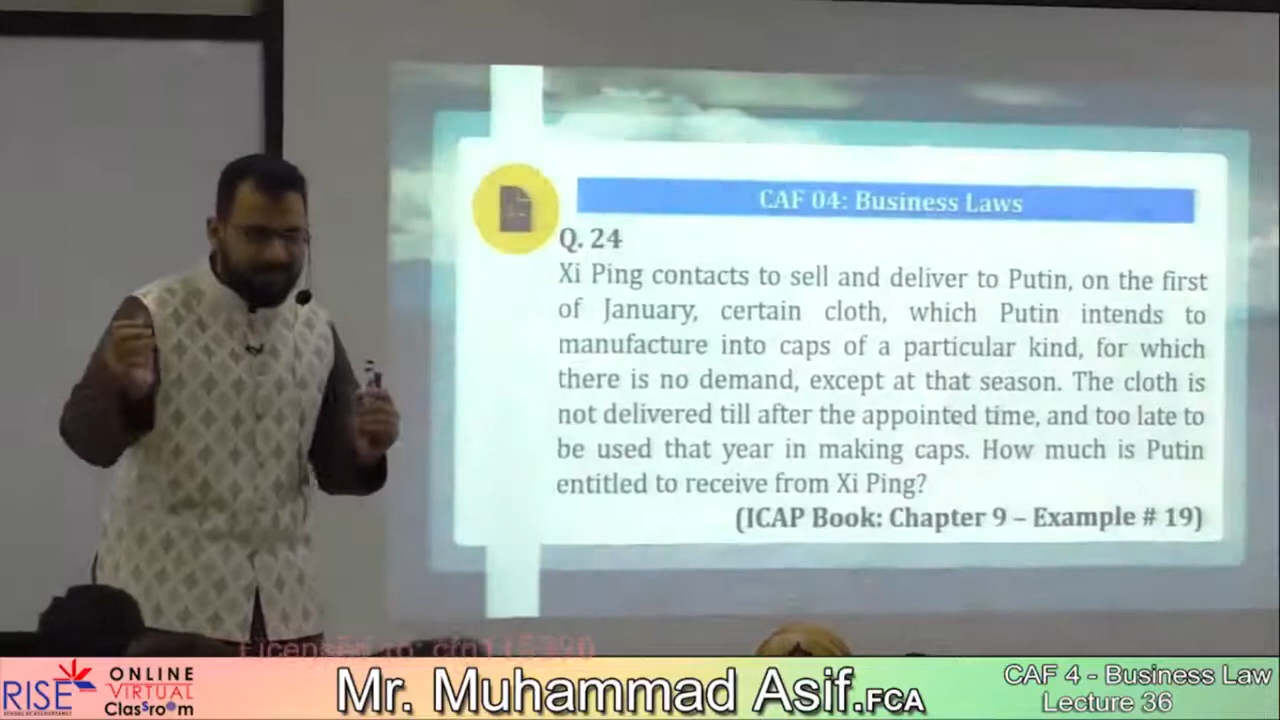 CAF 04: Business Laws
Q. 24
Xi Ping contacts to sell and deliver to Putin, on the first
of January, certain cloth, which Putin intends to
manufacture into caps of a particular kind, for which
there is no demand, except at that season. The cloth is
not delivered till after the appointed time, and too late to
be used that year in making caps. How much is Putin
entitled to receive from Xi Ping?
(ICAP Book: Chapter 9 – Example # 19)
RISE
ONLINE
VIRTUAL
Classroom
Mr. Muhammad Asif.FCA
CAF 4 - Business Law
Lecture 36